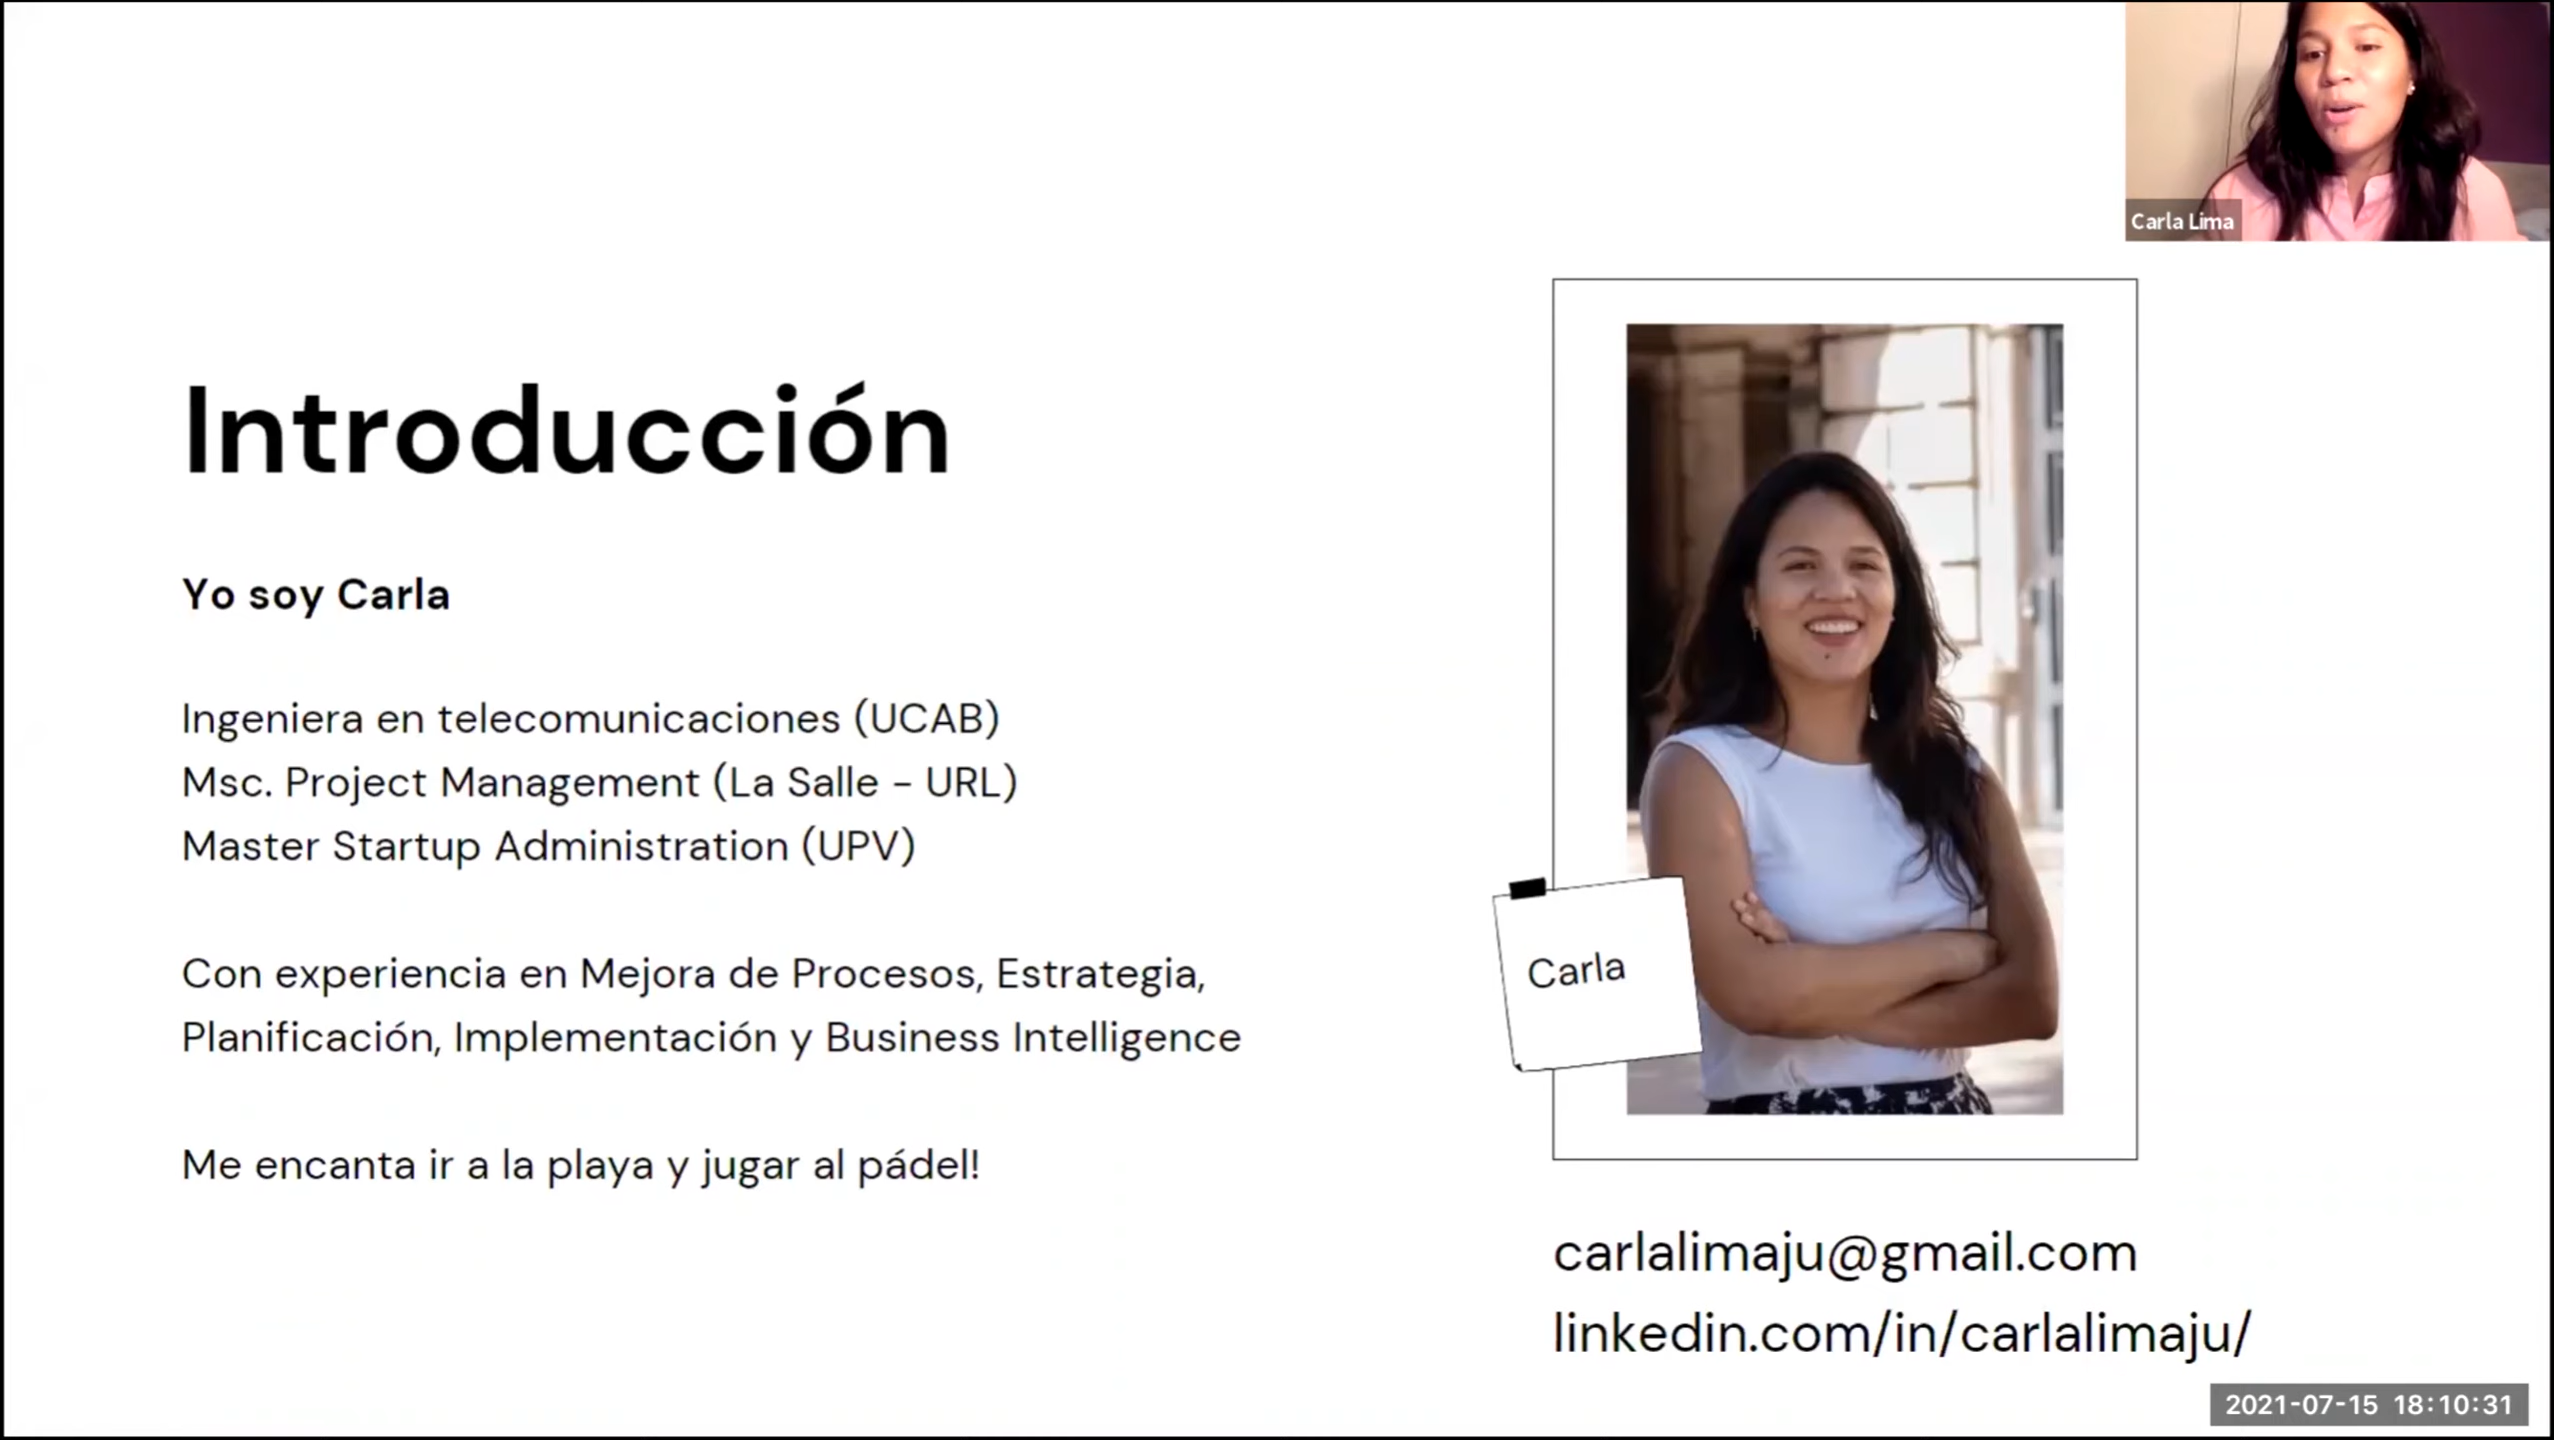 Carla Lima
Introducción
Yo soy Carla
Ingeniera en telecomunicaciones (UCAB)
Msc. Project Management (La Salle - URL)
Master Startup Administration (UPV)
Con experiencia en Mejora de Procesos, Estrategia,
Planificación, Implementación y Business Intelligence
Me encanta ir a la playa y jugar al pádel!
Carla
carlalimaju@gmail.com
linkedin.com/in/carlalimaju/
2021-07-15 18:10:31